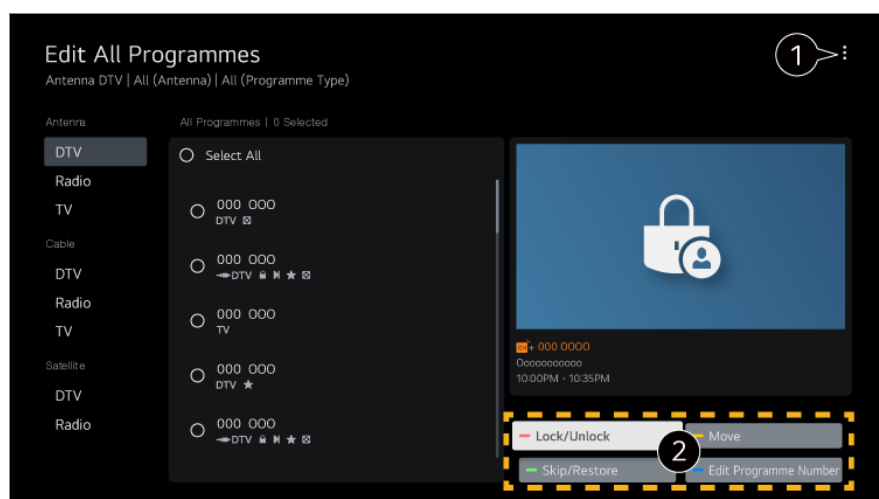 Edit All Programmes
Antenna DTV | All (Antenna) | All (Programme Type)
1
Antenna
DTV
Radio
TV
Cable
DTV
Radio
TV
Satellite
DTV
Radio
All Programmes | 0 Selected
Select All
000 000
DTV
000 000
DTV
000 000
TV
000 000
DTV
000 000
DTV
+ 000 0000
Ooooooooooo
10:00PM - 10:35PM
Lock/Unlock
2
Move
Skip/Restore
Edit Programme Number